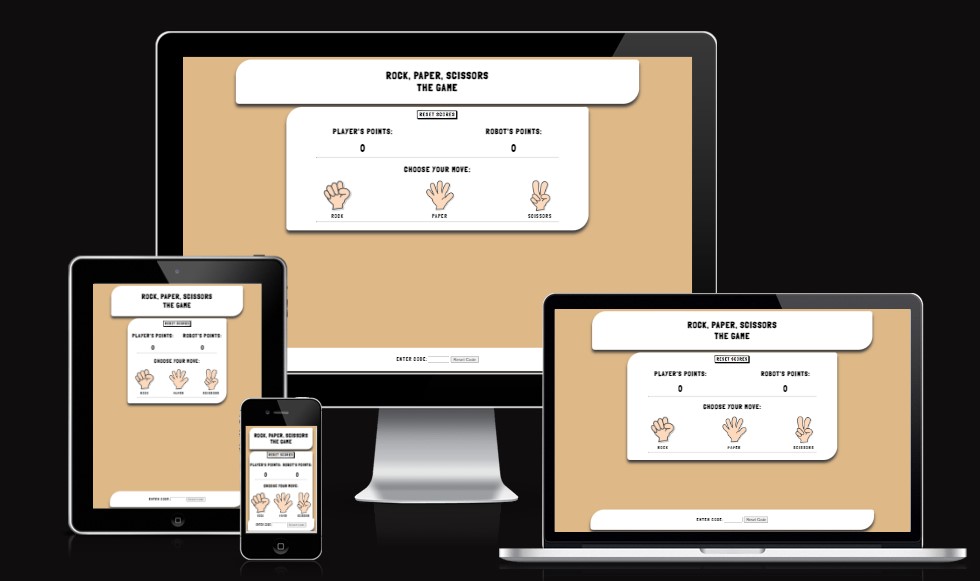 ROCK, PAPER, SCISSORS
THE GAME
RESET SCORES
PLAYER'S POINTS: ROBOT'S POINTS:
0 0
CHOOSE YOUR MOVE:
ROCK PAPER SCISSORS
ENTER CODE: Reset Code
ROCK, PAPER, SCISSORS
THE GAME
RESET SCORES
PLAYER'S POINTS: ROBOT'S POINTS:
0 0
CHOOSE YOUR MOVE:
ROCK PAPER SCISSORS
ENTER CODE: Reset Code
ROCK, PAPER, SCISSORS
THE GAME
RESET SCORES
PLAYER'S POINTS: ROBOT'S POINTS:
0 0
CHOOSE YOUR MOVE:
ROCK PAPER SCISSORS
ENTER CODE: Reset Code
ROCK, PAPER, SCISSORS
THE GAME
RESET SCORES
PLAYER'S POINTS: ROBOT'S POINTS:
0 0
CHOOSE YOUR MOVE:
ROCK PAPER SCISSORS
ENTER CODE Reset Code